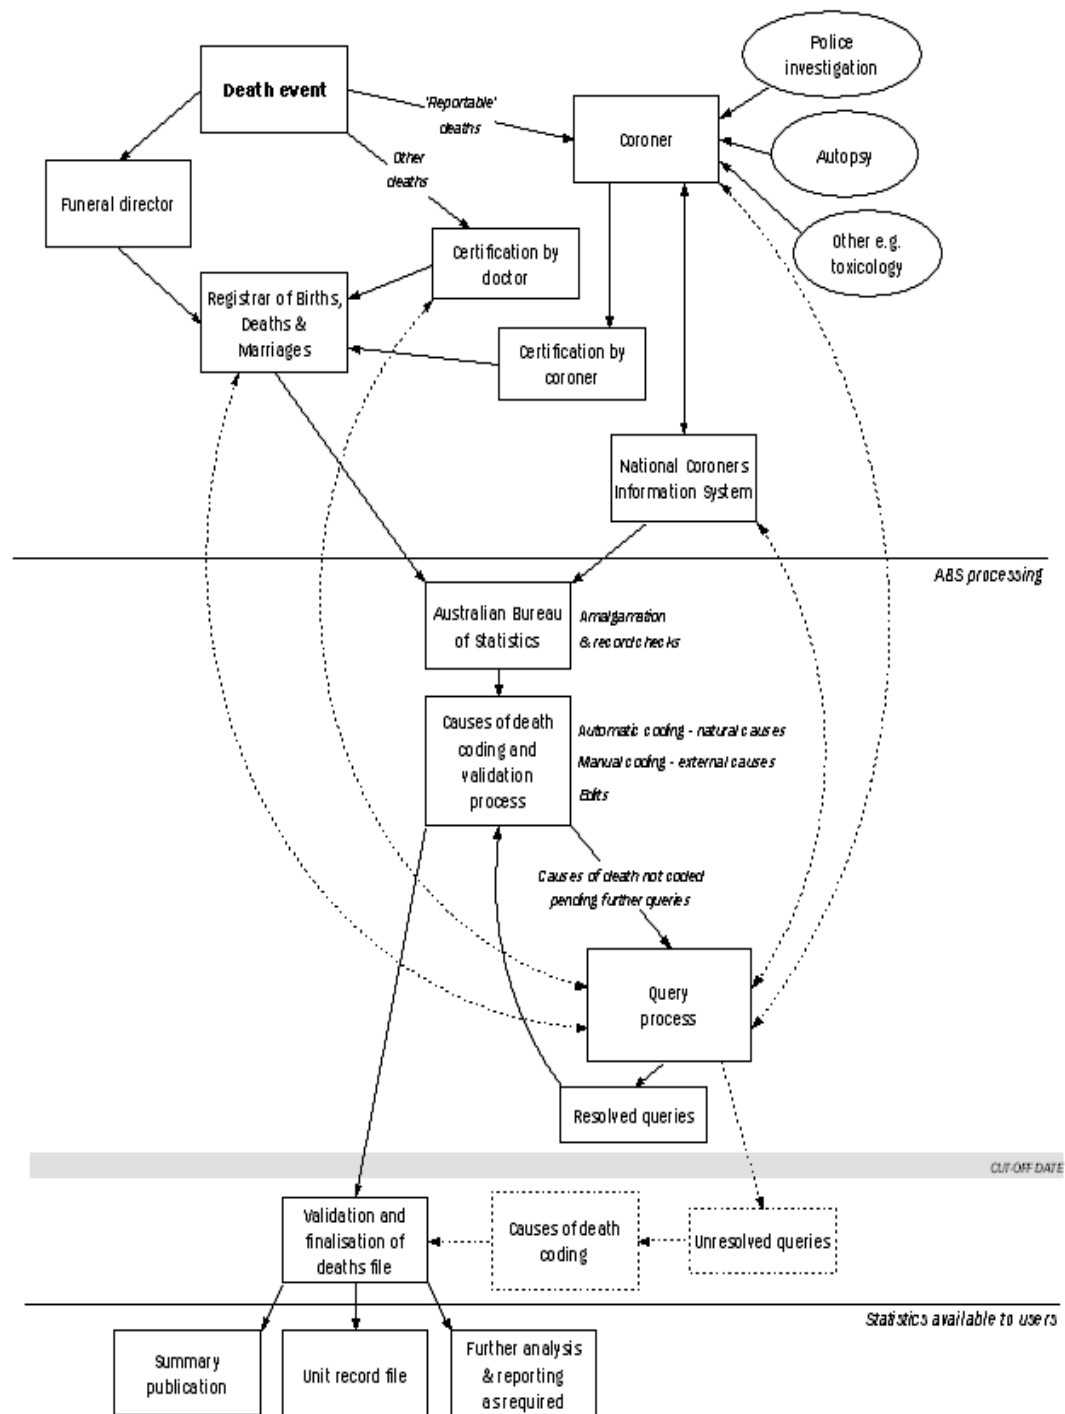 Police
investigation
Death event
'Reportable'
deaths
Coroner
Autopsy
Other
deaths
Funeral director
Other e.g.
toxicology
Certification by
doctor
Registrar of Births,
Deaths &
Marriages
Certification by
coroner
National Coroners
Information System
ABS processing
Australian Bureau
of Statistics
Amalgamation
& record checks
Causes of death
coding and
validation
process
Automatic coding - natural causes
Manual coding - external causes
Edits
Causes of death not coded
pending further queries
Query
process
Resolved queries
CUT-OFF DATE
Validation and
finalisation of
deaths file
Causes of death
coding
Unresolved queries
Statistics available to users
Summary
publication
Unit record file
Further analysis
& reporting
as required